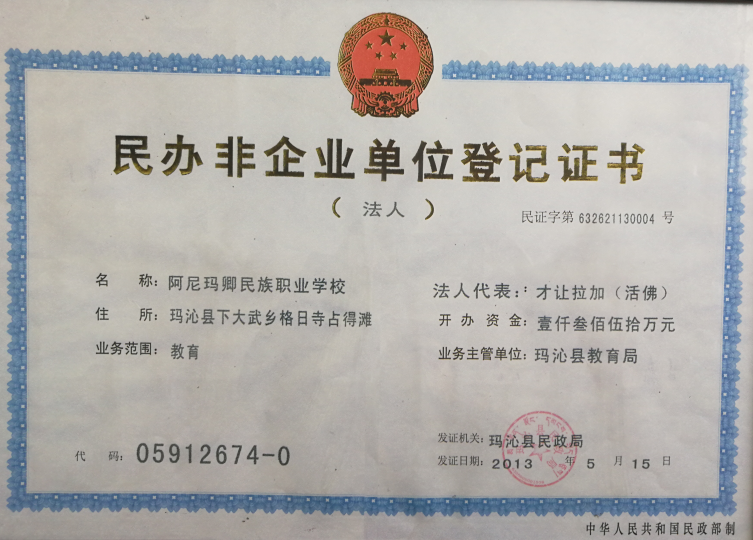 民办非企业单位登记证书
（法人）
民证字第 632621130004 号
名 称: 阿尼玛卿民族职业学校
住 所: 玛沁县下大武乡格日寺占得滩
业务范围: 教育
法人代表:: 才让拉加（活佛）
开办资金: 壹仟叁佰伍拾万元
业务主管单位: 玛沁县教育局
代 码: 05912674-0
发证机关: 玛沁县民政局
发证日期: 2013 年 5 月 15 日
中华人民共和国民政部制